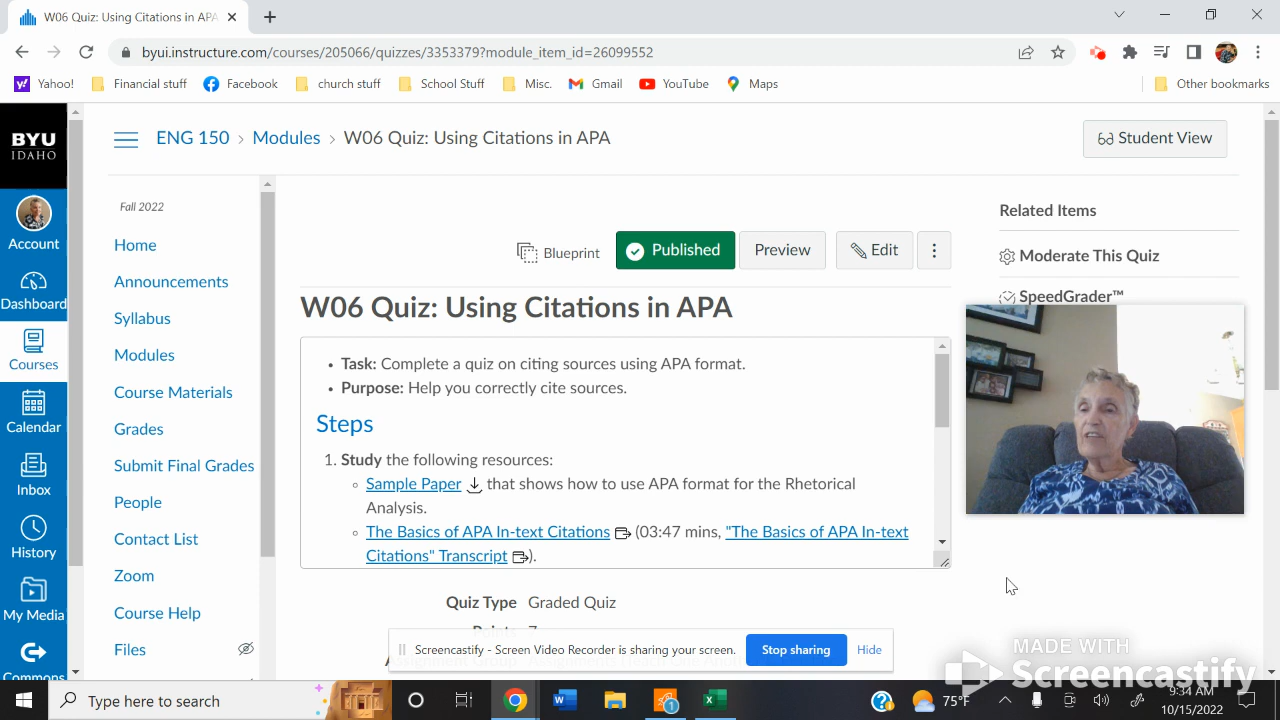 W06 Quiz: Using Citations in APA
byui.instructure.com/courses/205066/quizzes/3353379?module_item_id=26099552
Yahoo! Financial stuff Facebook church stuff School Stuff Misc. Gmail YouTube Maps Other bookmarks
BYU
IDAHO
ENG 150 › Modules › W06 Quiz: Using Citations in APA
Student View
Account
Dashboard
Courses
Calendar
Inbox
History
My Media
Commons
Fall 2022
Home
Announcements
Syllabus
Modules
Course Materials
Grades
Submit Final Grades
People
Contact List
Zoom
Course Help
Files
Blueprint Published Preview Edit
W06 Quiz: Using Citations in APA
• Task: Complete a quiz on citing sources using APA format.
• Purpose: Help you correctly cite sources.
Steps
1. Study the following resources:
Sample Paper that shows how to use APA format for the Rhetorical
Analysis.
The Basics of APA In-text Citations (03:47 mins, "The Basics of APA In-text
Citations" Transcript ).
Quiz Type Graded Quiz
Points 7
Related Items
Moderate This Quiz
SpeedGrader™
Screencastify - Screen Video Recorder is sharing your screen. Stop sharing Hide
MADE WITH
Screencastify
Type here to search
1
75°F
9:34 AM
10/15/2022